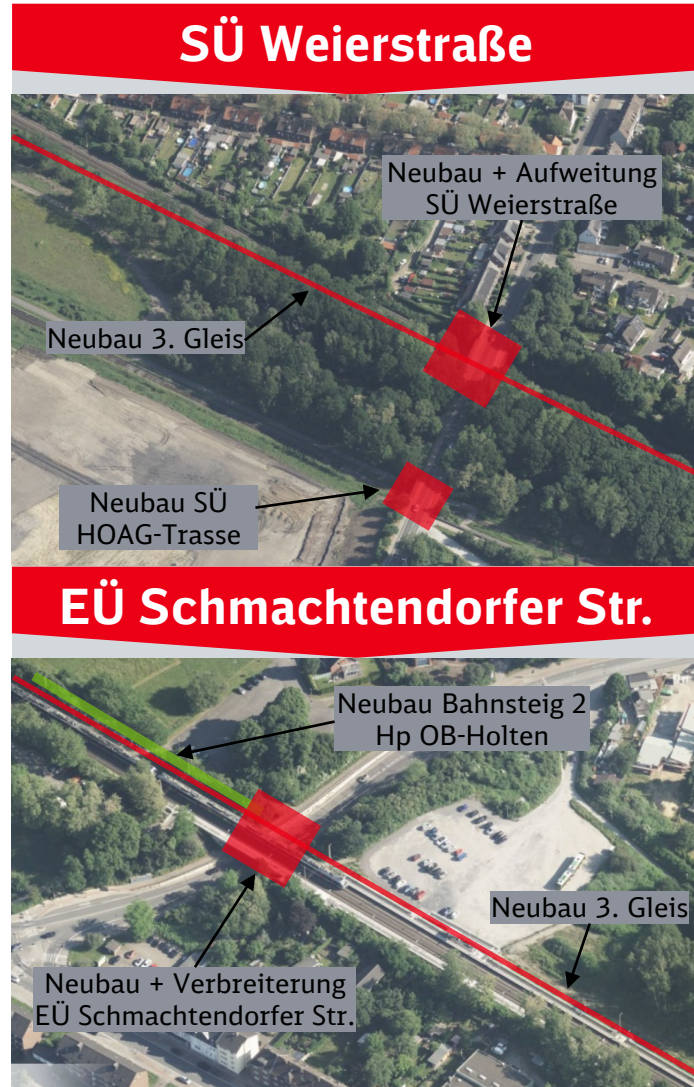 SÜ Weierstraße
Neubau + Aufweitung
SÜ Weierstraße
Neubau 3. Gleis
Neubau SÜ
HOAG-Trasse
EÜ Schmachtendorfer Str.
Neubau Bahnsteig 2
Hp OB-Holten
Neubau 3. Gleis
Neubau + Verbreiterung
EÜ Schmachtendorfer Str.